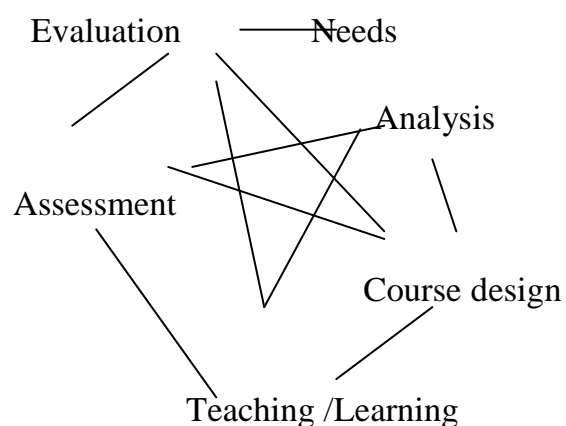 Evaluation Needs
Analysis
Assessment
Course design
Teaching /Learning